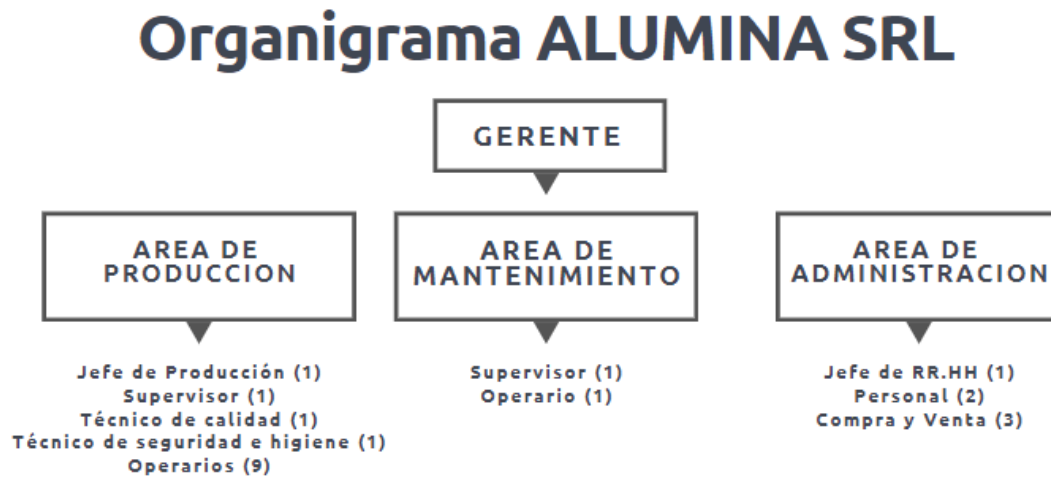 Organigrama ALUMINA SRL
GERENTE
AREA DE
PRODUCCION
AREA DE
MANTENIMIENTO
AREA DE
ADMINISTRACION
Jefe de Producción (1)
Supervisor (1)
Técnico de calidad (1)
Técnico de seguridad e higiene (1)
Operarios (9)
Supervisor (1)
Operario (1)
Jefe de RR.HH (1)
Personal (2)
Compra y Venta (3)